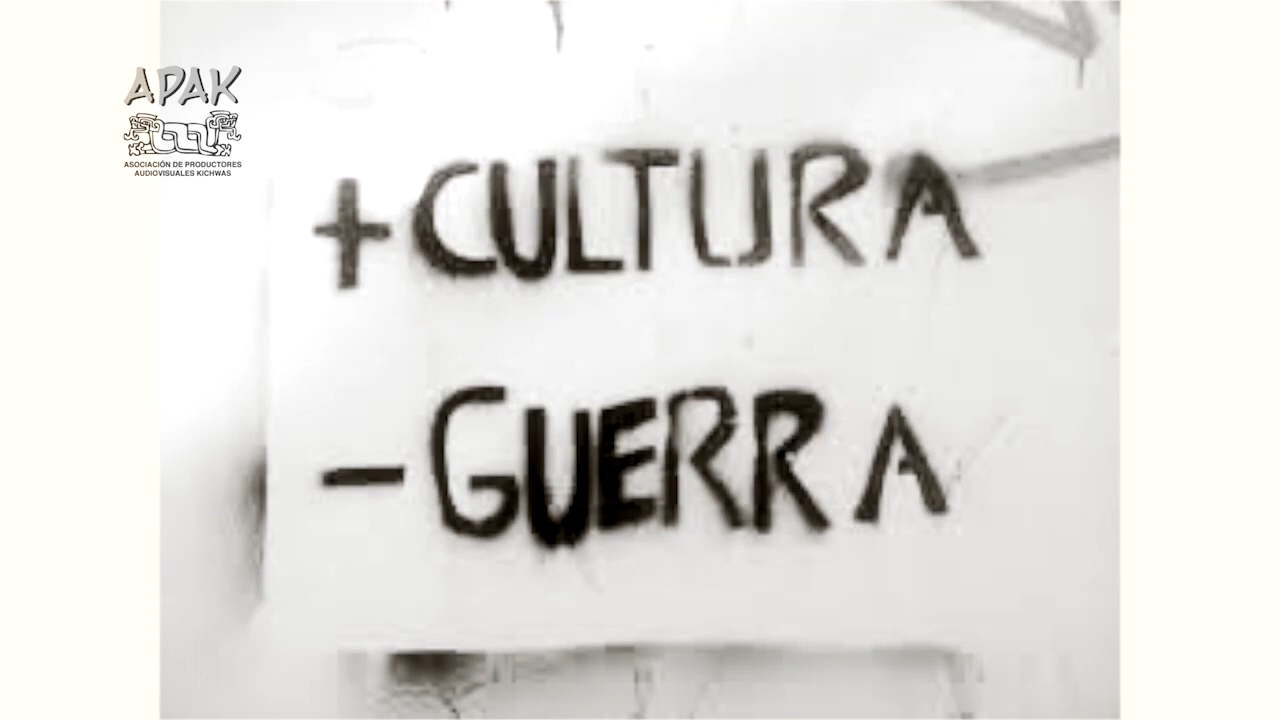 APAK
ASOCIACIÓN DE PRODUCTORES
AUDIOVISUALES KICHWAS
+CULTURA
-GUERRA